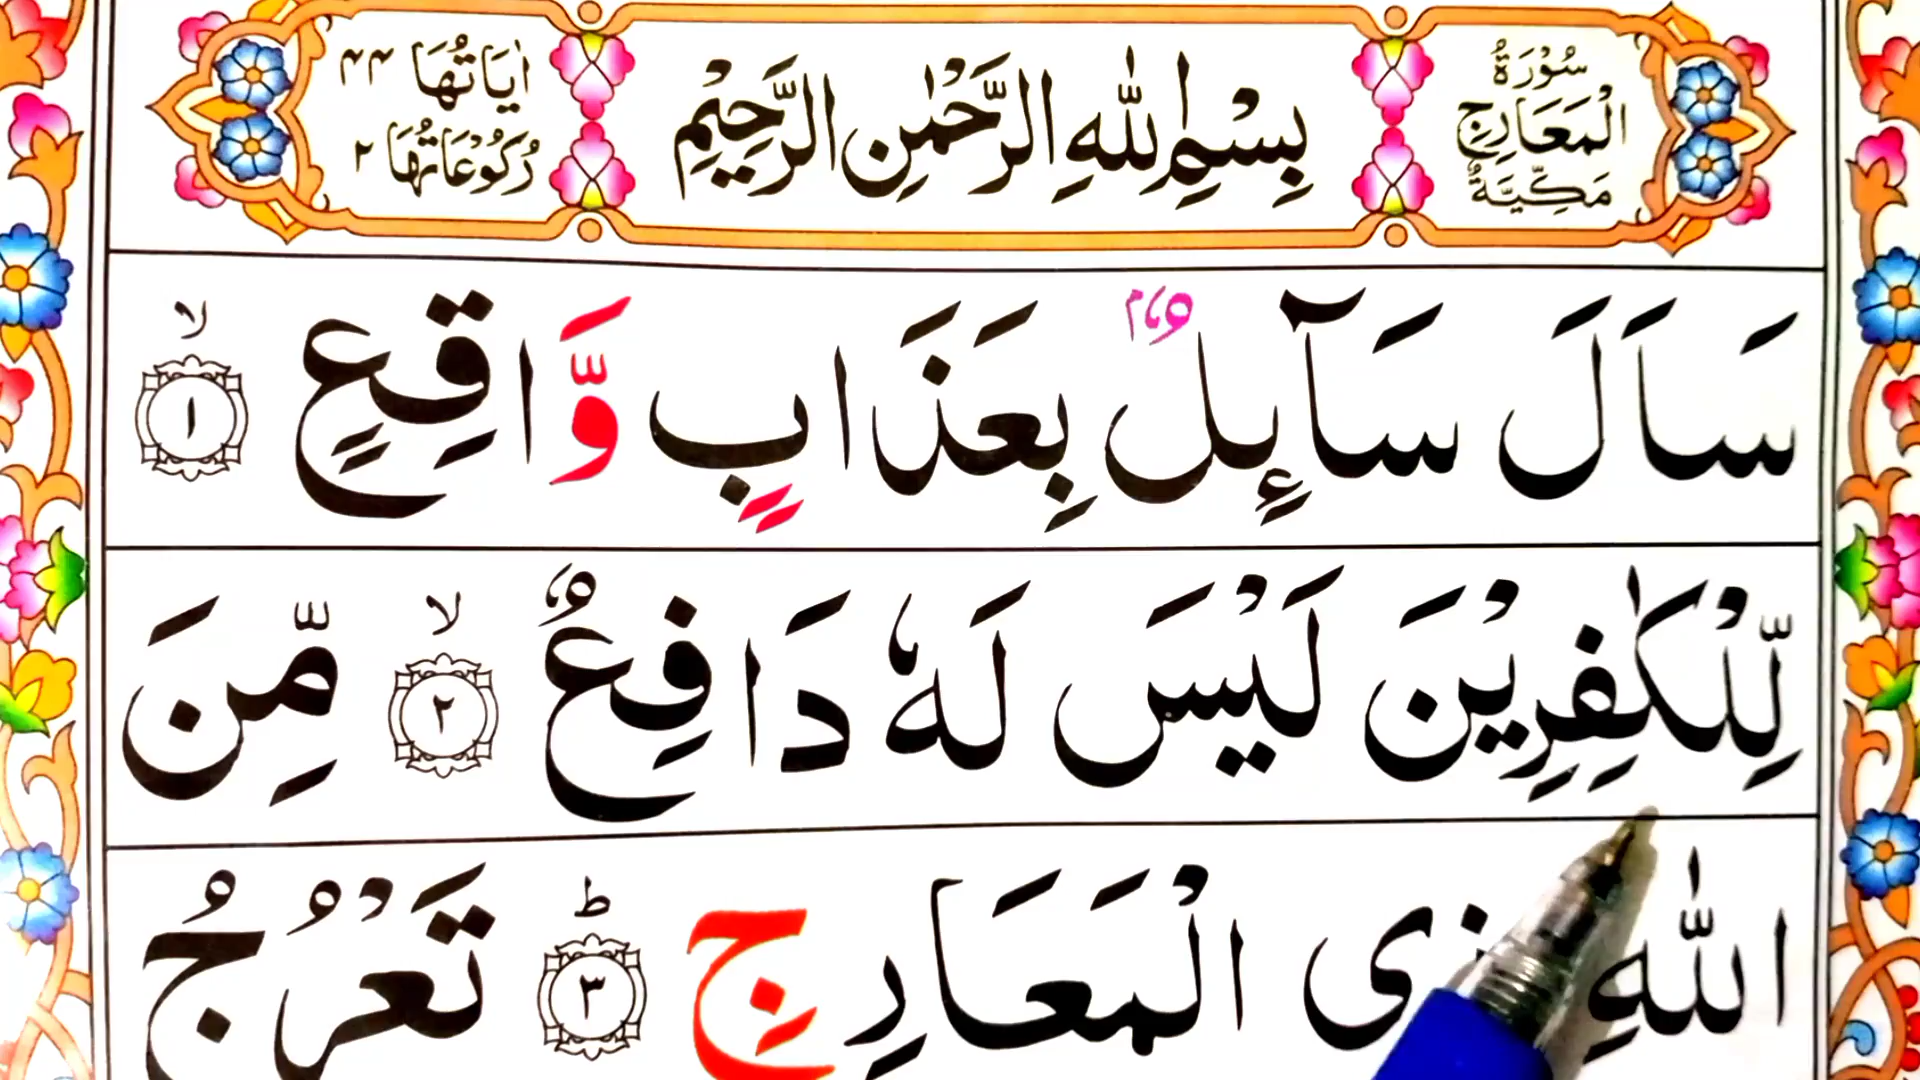 سُوْرَةُ
الْمَعَارِجِ
مَكِّيَّةٌ
بِسْمِ اللّٰهِ الرَّحْمٰنِ الرَّحِيْمِ
اٰيَاتُهَا ٤٤
رُكُوْعَاتُهَا ٢
سَاَلَ سَآئِلٌۢ بِعَذَابٍ وَّاقِعٍ ۙ ١
لِّلْكٰفِرِيْنَ لَيْسَ لَهٗ دَافِعٌ ۙ ٢ مِّنَ
اللّٰهِ ذِى الْمَعَارِجِ ؕ ٣ تَعْرُجُ